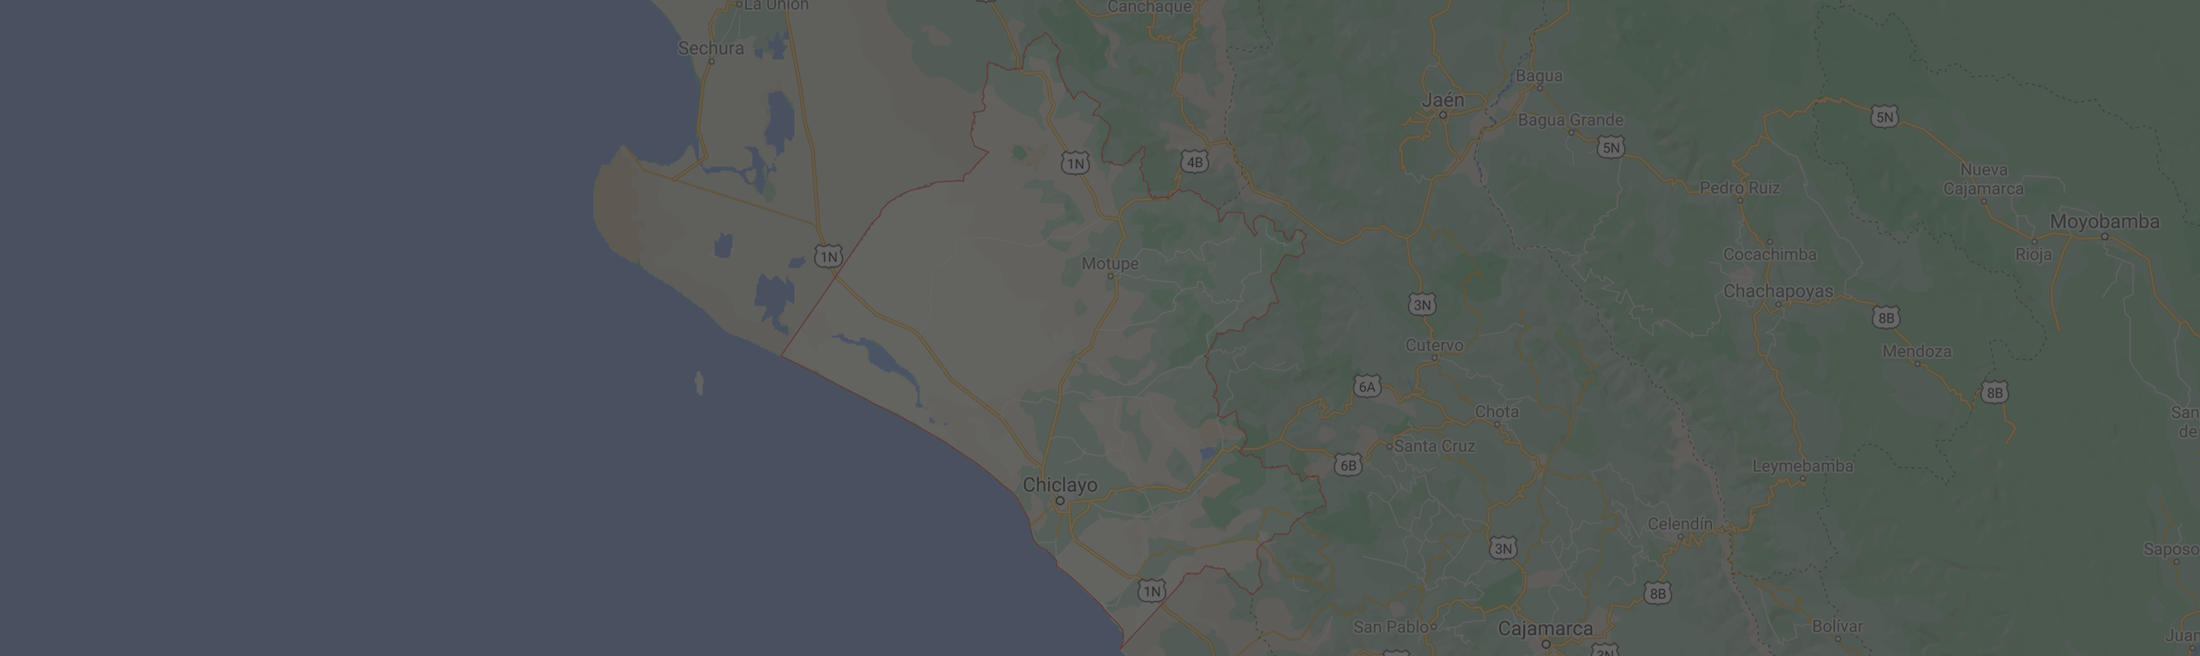 La Unión
Canchaque
Sechura
Bagua
Jaén
Bagua Grande
5N
5N
1N
4B
Nueva
Cajamarca
Pedro Ruiz
Moyobamba
1N
Motupe
Cocachimba
Rioja
Chachapoyas
3N
8B
Cutervo
Mendoza
6A
8B
Chota
San
de
Santa Cruz
6B
Leymebamba
Chiclayo
Celendín
3N
Saposo
1N
8B
San Pablo
Cajamarca
Bolívar
Juan
3N